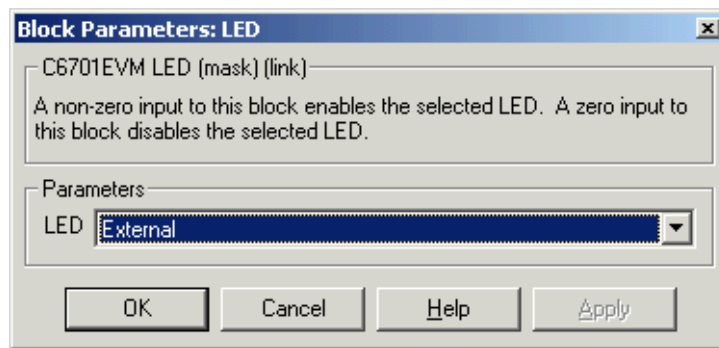 Block Parameters: LED
C6701EVM LED (mask) (link)
A non-zero input to this block enables the selected LED.  A zero input to
this block disables the selected LED.
Parameters
LED External
OK Cancel Help Apply